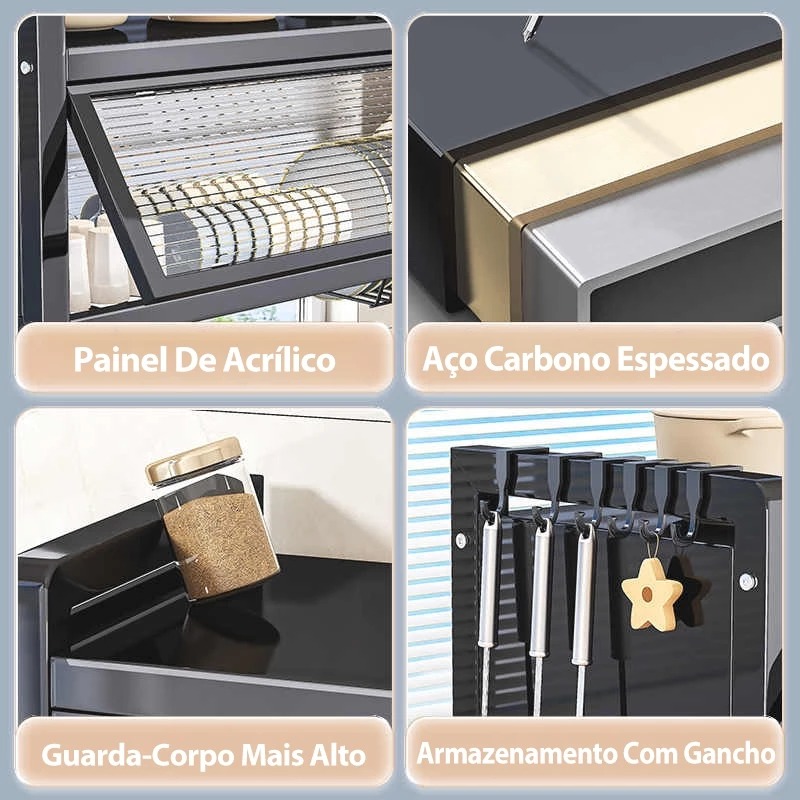 Painel De Acrílico
Aço Carbono Espessado
Guarda-Corpo Mais Alto
Armazenamento Com Gancho